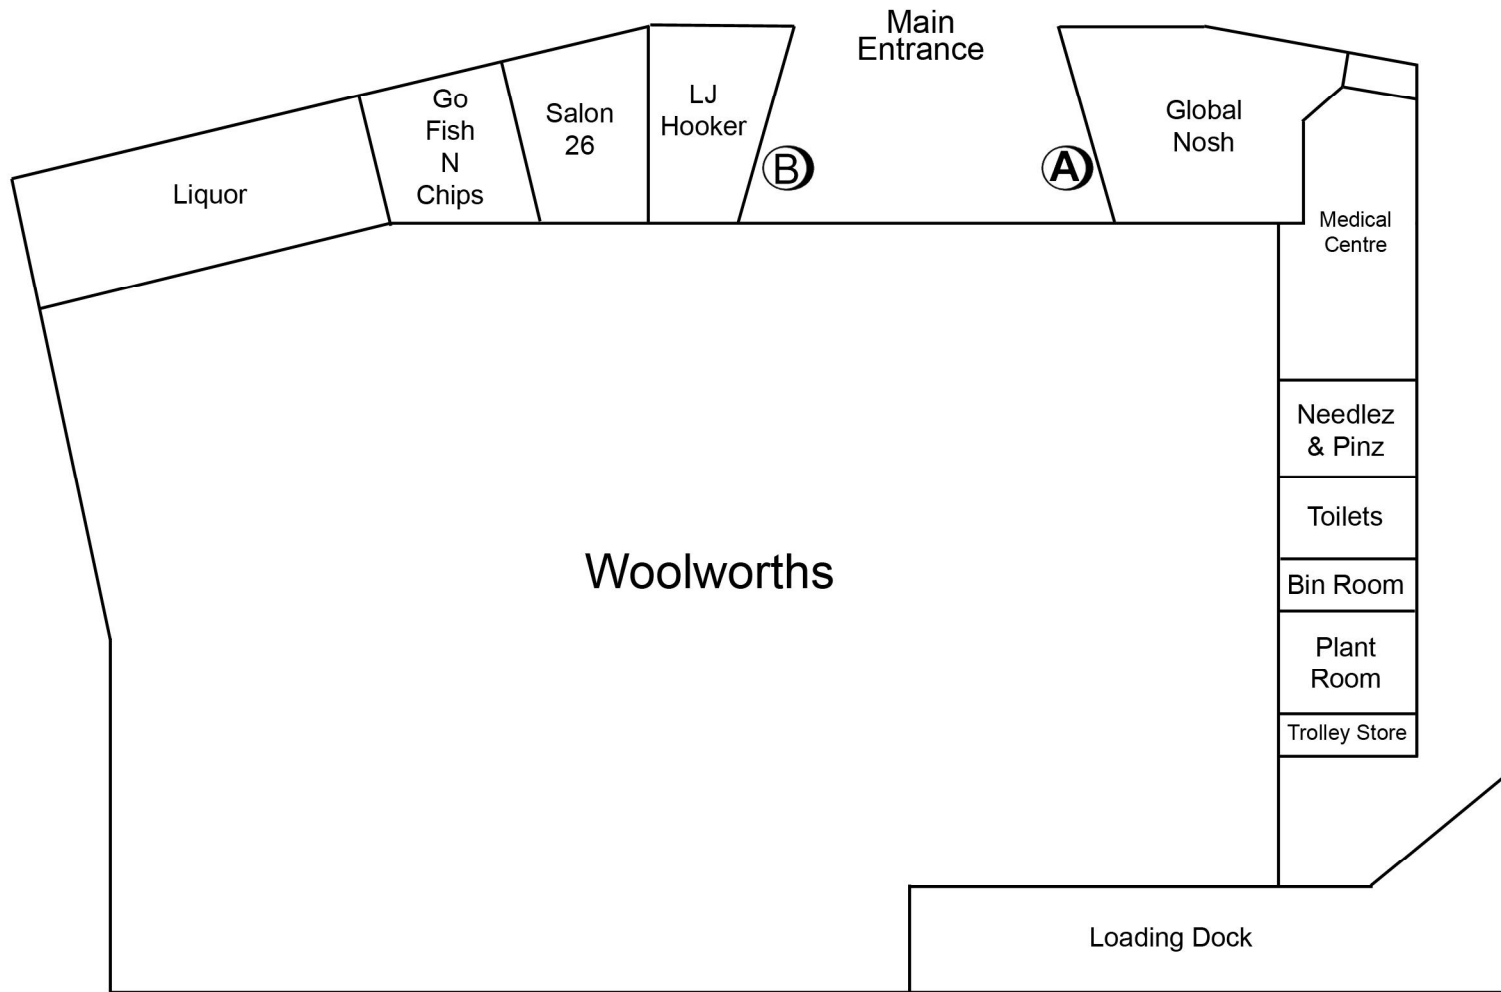 Main
Entrance
Go
Fish
N
Chips
Salon
26
LJ
Hooker
Global
Nosh
Liquor
B
A
Medical
Centre
Needlez
& Pinz
Toilets
Woolworths
Bin Room
Plant
Room
Trolley Store
Loading Dock